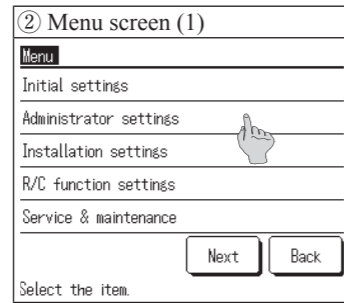 ② Menu screen (1)
Menu
Initial settings
Administrator settings
Installation settings
R/C function settings
Service & maintenance
Next Back
Select the item.